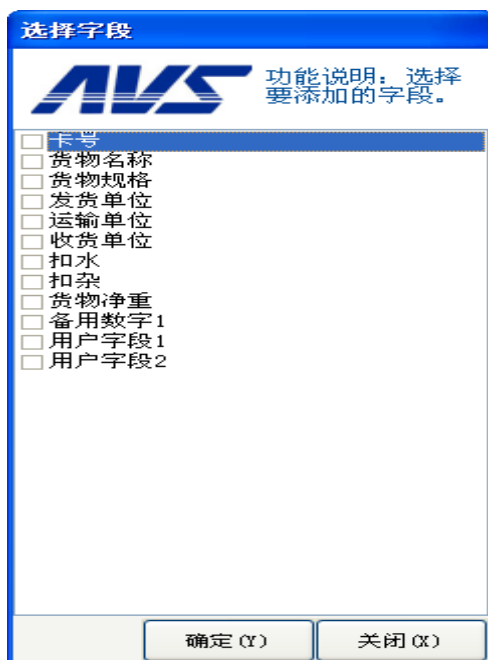 选择字段
AVS
功能说明：选择
要添加的字段。
卡号
货物名称
货物规格
发货单位
运输单位
收货单位
扣水
扣杂
货物净重
备用数字1
用户字段1
用户字段2
确定(Y) 关闭(X)